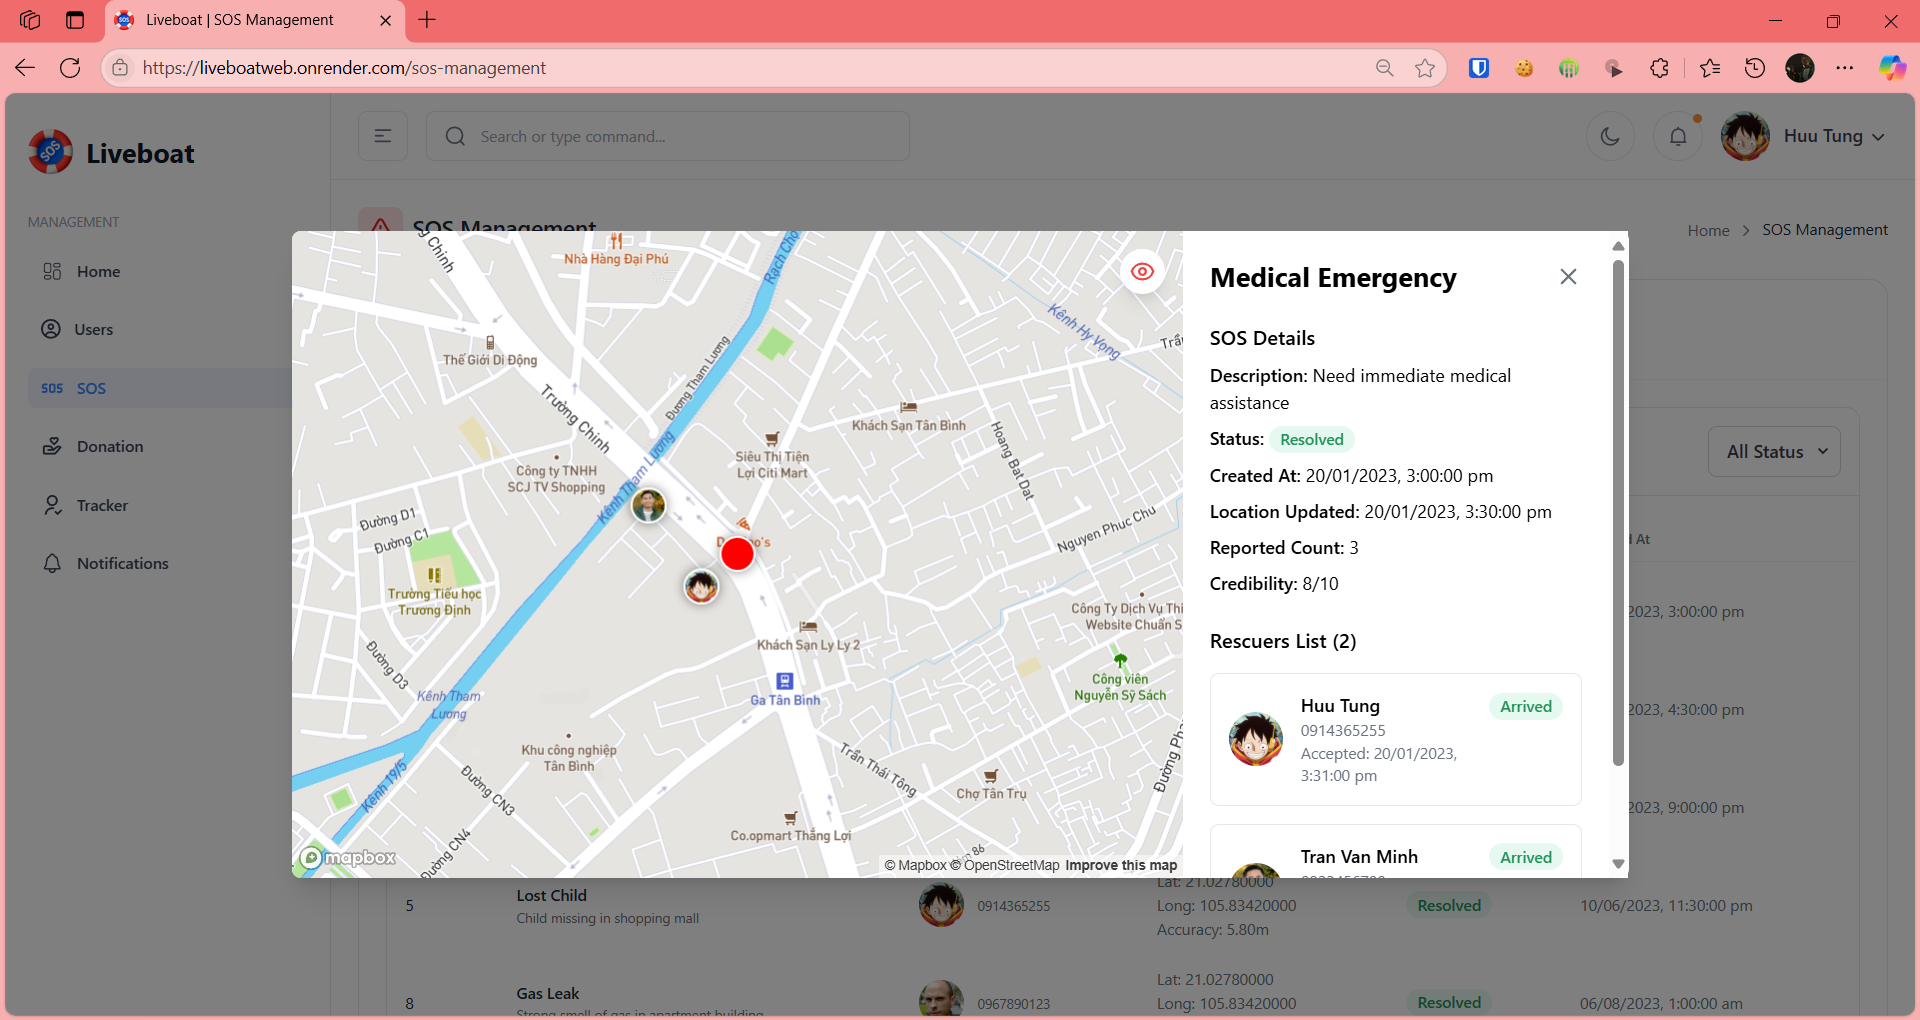 Liveboat | SOS Management
https://liveboatweb.onrender.com/sos-management
SOS
Liveboat
Search or type command...
Huu Tung
MANAGEMENT
Home
Users
SOS SOS
Donation
Tracker
Notifications
SOS Management
Home > SOS Management
All Status
Nhà Hàng Đại Phú
Kênh Hy Vọng
Thế Giới Di Động
Đường Tham Lương
Trường Chinh
Khách Sạn Tân Bình
Siêu Thị Tiện
Lợi Citi Mart
Hoang Bat Dat
Công ty TNHH
SCJ TV Shopping
Kênh Tham Lương
Đường D1
Đường C1
Nguyen Phuc Chu
Trường Tiểu học
Trương Định
Công Ty Dịch Vụ Thi
Website Chuẩn S
Khách Sạn Ly Ly 2
Đường D3
Công viên
Nguyễn Sỹ Sách
Kênh Tham
Lương
Ga Tân Bình
Khu công nghiệp
Tân Bình
Trần Thái Tông
Kênh 19/5
Đường CN3
Chợ Tân Trụ
Co.opmart Thắng Lợi
Đường CN4
mapbox
© Mapbox © OpenStreetMap Improve this map
Medical Emergency
SOS Details
Description: Need immediate medical
assistance
Status: Resolved
Created At: 20/01/2023, 3:00:00 pm
Location Updated: 20/01/2023, 3:30:00 pm
Reported Count: 3
Credibility: 8/10
Rescuers List (2)
Huu Tung
Arrived
0914365255
Accepted: 20/01/2023,
3:31:00 pm
Tran Van Minh
Arrived
At
2023, 3:00:00 pm
2023, 4:30:00 pm
2023, 9:00:00 pm
5
Lost Child
Child missing in shopping mall
0914365255
Lat: 21.02780000
Long: 105.83420000
Accuracy: 5.80m
Resolved
10/06/2023, 11:30:00 pm
8
Gas Leak
Strong smell of gas in apartment building
0967890123
Lat: 21.02780000
Long: 105.83420000
Resolved
06/08/2023, 1:00:00 am